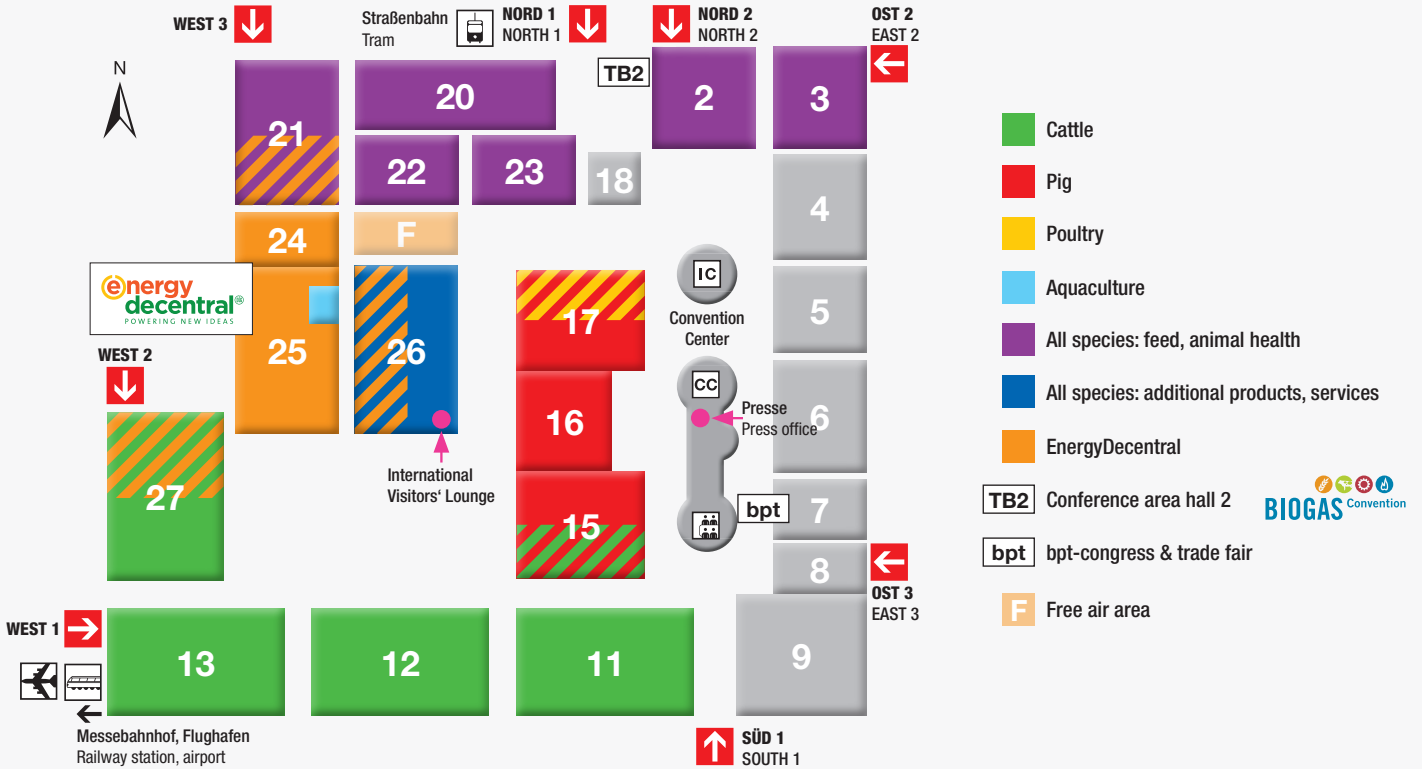 WEST 3
Straßenbahn
Tram
NORD 1
NORTH 1
NORD 2
NORTH 2
OST 2
EAST 2
N
TB2
20
2
3
21
22
23
18
4
24
F
energy
decentral
POWERING NEW IDEAS
IC
Convention
Center
5
17
25
26
WEST 2
CC
Presse
Press office
6
16
International
Visitors‘ Lounge
27
15
bpt
7
8
OST 3
EAST 3
WEST 1
13
12
11
9
Messebahnhof, Flughafen
Railway station, airport
SÜD 1
SOUTH 1
Cattle
Pig
Poultry
Aquaculture
All species: feed, animal health
All species: additional products, services
EnergyDecentral
TB2 Conference area hall 2
BIOGAS Convention
bpt bpt-congress & trade fair
F Free air area